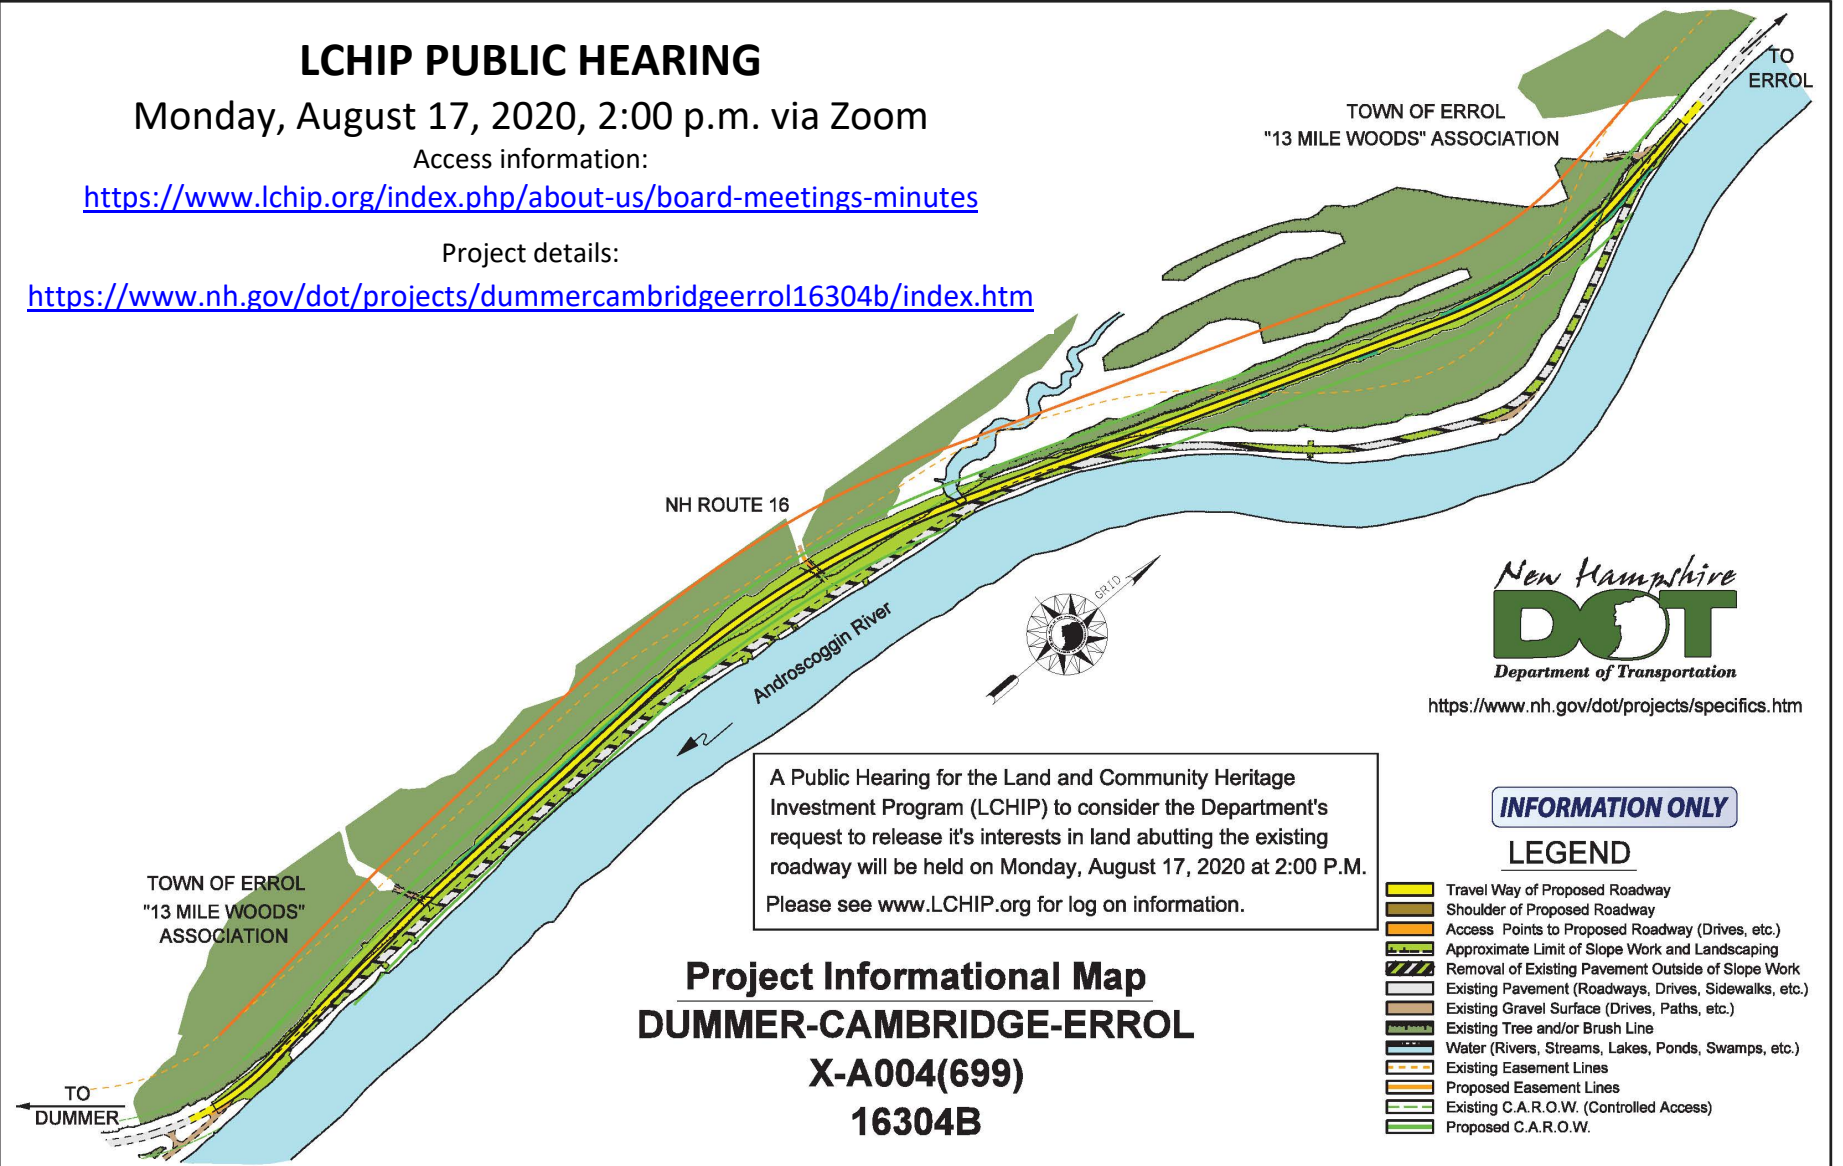 LCHIP PUBLIC HEARING
Monday, August 17, 2020, 2:00 p.m. via Zoom
Access information:
https://www.lchip.org/index.php/about-us/board-meetings-minutes
Project details:
https://www.nh.gov/dot/projects/dummercambridgeerrol16304b/index.htm
TO
ERROL
TOWN OF ERROL
"13 MILE WOODS" ASSOCIATION
NH ROUTE 16
GRID
Androscoggin River
New Hampshire
DOT
Department of Transportation
https://www.nh.gov/dot/projects/specifics.htm
A Public Hearing for the Land and Community Heritage
Investment Program (LCHIP) to consider the Department's
request to release it's interests in land abutting the existing
roadway will be held on Monday, August 17, 2020 at 2:00 P.M.
Please see www.LCHIP.org for log on information.
INFORMATION ONLY
LEGEND
Travel Way of Proposed Roadway
Shoulder of Proposed Roadway
Access Points to Proposed Roadway (Drives, etc.)
Approximate Limit of Slope Work and Landscaping
Removal of Existing Pavement Outside of Slope Work
Existing Pavement (Roadways, Drives, Sidewalks, etc.)
Existing Gravel Surface (Drives, Paths, etc.)
Existing Tree and/or Brush Line
Water (Rivers, Streams, Lakes, Ponds, Swamps, etc.)
Existing Easement Lines
Proposed Easement Lines
Existing C.A.R.O.W. (Controlled Access)
Proposed C.A.R.O.W.
TOWN OF ERROL
"13 MILE WOODS"
ASSOCIATION
Project Informational Map
DUMMER-CAMBRIDGE-ERROL
X-A004(699)
16304B
TO
DUMMER